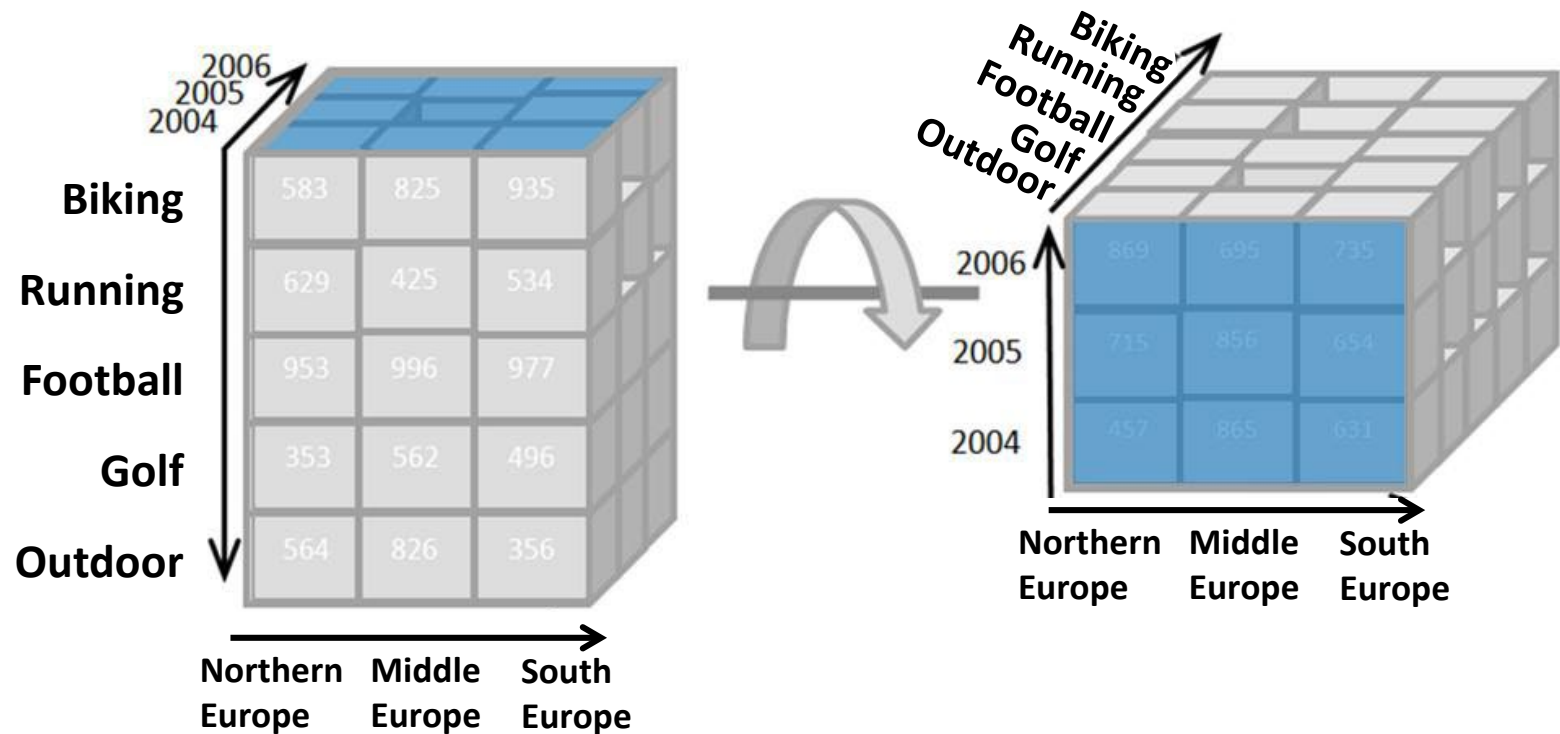 2006
2005
2004
Biking
583 825 935
Running
629 425 534
Football
953 996 977
Golf
353 562 496
Outdoor
564 826 356
Northern Europe
Middle Europe
South Europe
Biking
Running
Football
Golf
Outdoor
2006
869 695 735
2005
715 856 654
2004
457 865 631
Northern Europe
Middle Europe
South Europe